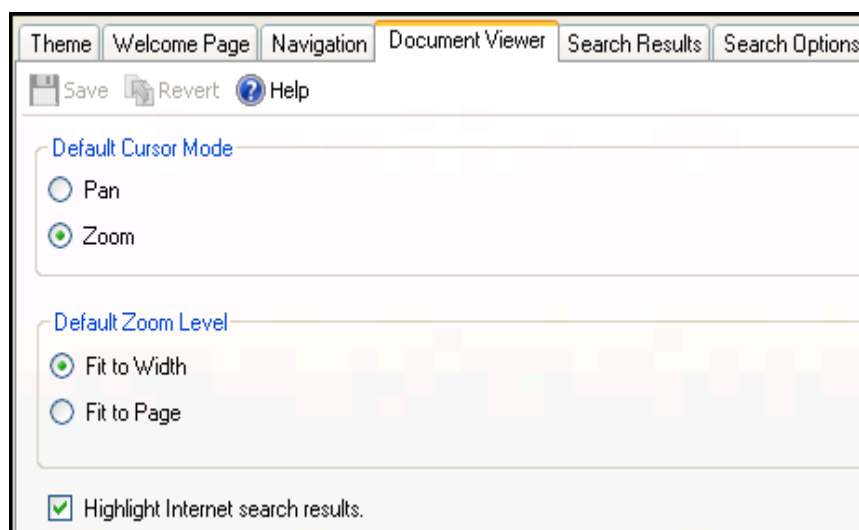 Theme Welcome Page Navigation Document Viewer Search Results Search Options
Save Revert Help
Default Cursor Mode
Pan
Zoom
Default Zoom Level
Fit to Width
Fit to Page
Highlight Internet search results.